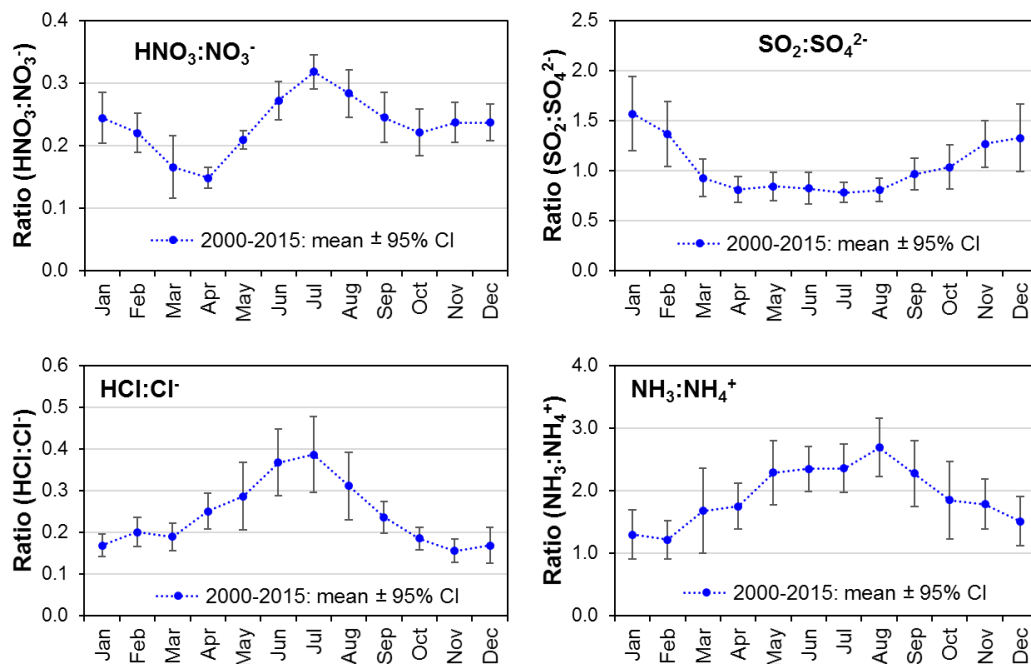 HNO₃:NO₃⁻
Ratio (HNO₃:NO₃⁻)
0.4
0.3
0.2
0.1
0.0
2000-2015: mean ± 95% CI
Jan Feb Mar Apr May Jun Jul Aug Sep Oct Nov Dec
SO₂:SO₄²⁻
Ratio (SO₂:SO₄²⁻)
2.5
2.0
1.5
1.0
0.5
0.0
2000-2015: mean ± 95% CI
Jan Feb Mar Apr May Jun Jul Aug Sep Oct Nov Dec
HCl:Cl⁻
Ratio (HCl:Cl⁻)
0.6
0.5
0.4
0.3
0.2
0.1
0.0
2000-2015: mean ± 95% CI
Jan Feb Mar Apr May Jun Jul Aug Sep Oct Nov Dec
NH₃:NH₄⁺
Ratio (NH₃:NH₄⁺)
4.0
3.0
2.0
1.0
0.0
2000-2015: mean ± 95% CI
Jan Feb Mar Apr May Jun Jul Aug Sep Oct Nov Dec